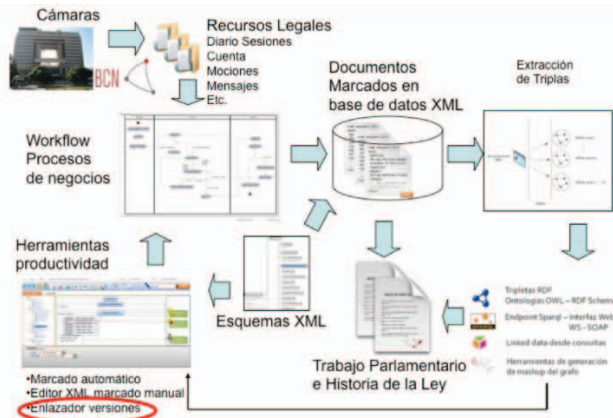 Cámaras
BCN
Recursos Legales
Diario Sesiones
Cuenta
Mociones
Mensajes
Etc.
Documentos
Marcados en
base de datos XML
Extracción
de Triplas
Workflow
Procesos
de negocios
Herramientas
productividad
Esquemas XML
Trabajo Parlamentario
e Historia de la Ley
Tripletas RDF
Ontologías OWL – RDF Schema
Endpoint Sparql – Interfaz Web
WS - SOAP
Linked data desde consultas
Herramientas de generación
de mashup del grafo
•Marcado automático
•Editor XML marcado manual
•Enlazador versiones